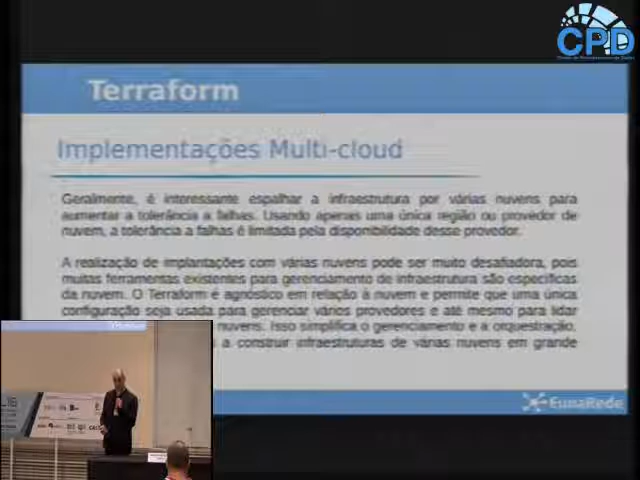 CPD
Terraform
Implementações Multi-cloud
Geralmente, é interessante espalhar a infraestrutura por várias nuvens para
aumentar a tolerância a falhas. Usando apenas uma única região ou provedor de
nuvem, a tolerância a falhas é limitada pela disponibilidade desse provedor.
A realização de implantações com várias nuvens pode ser muito desafiadora, pois
muitas ferramentas existentes para gerenciamento de infraestrutura são específicas
da nuvem. O Terraform é agnóstico em relação à nuvem e permite que uma única
configuração seja usada para gerenciar vários provedores e até mesmo para lidar
nuvens. Isso simplifica o gerenciamento e a orquestração,
a construir infraestruturas de várias nuvens em grande